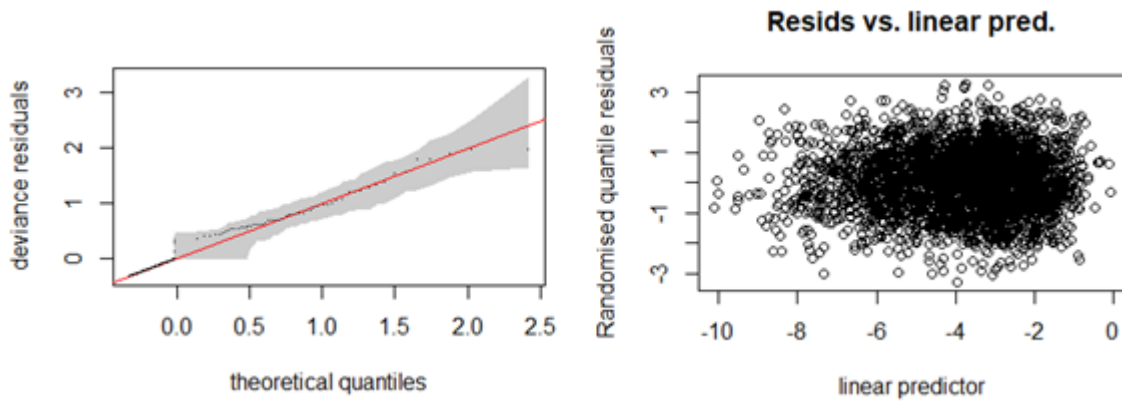 deviance residuals
3
2
1
0
0.0 0.5 1.0 1.5 2.0 2.5
theoretical quantiles
Resids vs. linear pred.
Randomised quantile residuals
3
1
-1
-3
-10 -8 -6 -4 -2 0
linear predictor